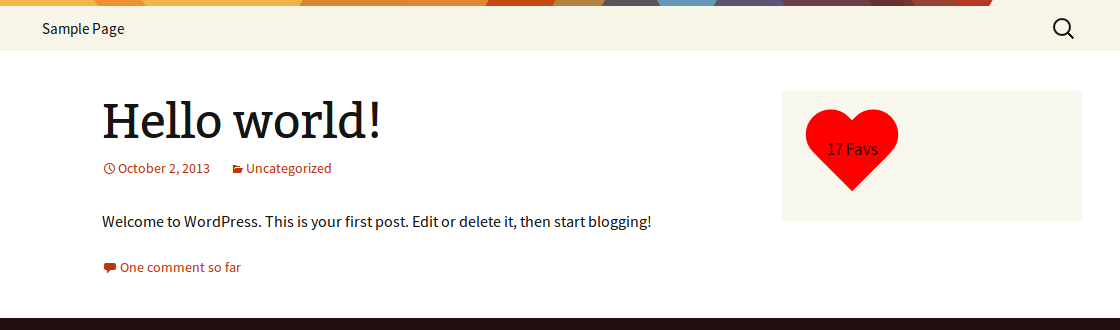 Sample Page
Hello world!
October 2, 2013 Uncategorized
Welcome to WordPress. This is your first post. Edit or delete it, then start blogging!
One comment so far
17 Favs